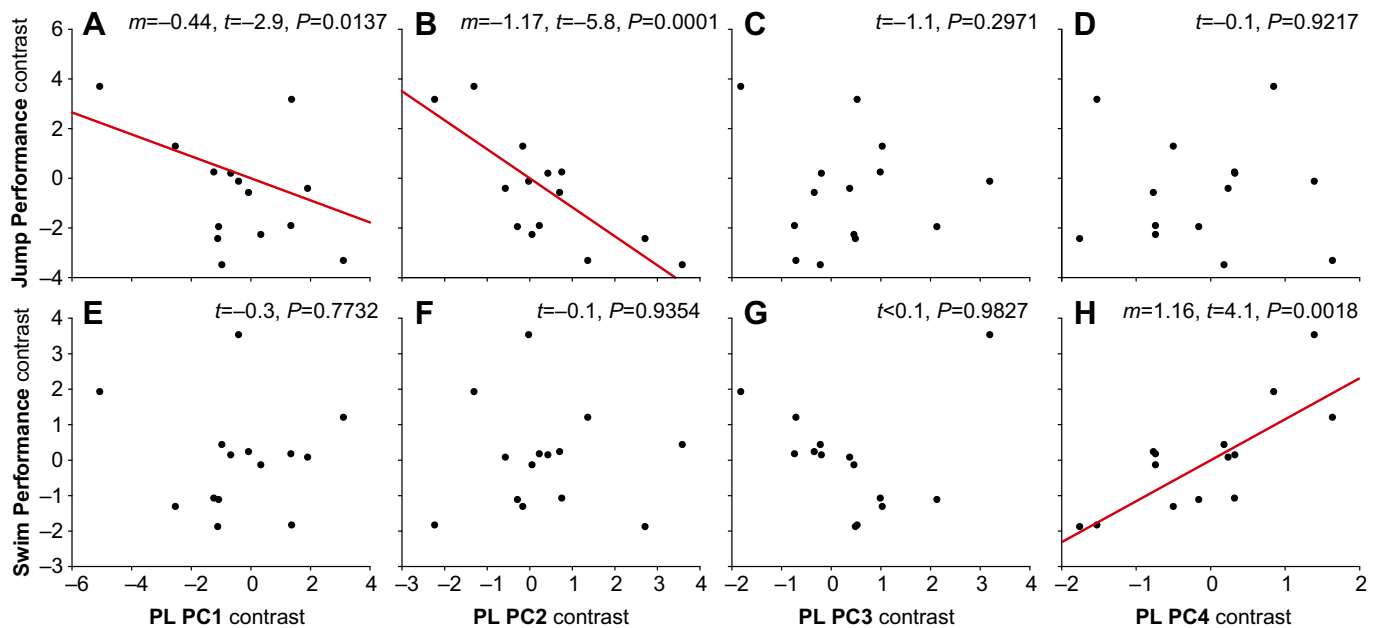 A m=–0.44, t=–2.9, P=0.0137
B m=–1.17, t=–5.8, P=0.0001
C t=–1.1, P=0.2971
D t=–0.1, P=0.9217
6
4
2
0
–2
–4
Jump Performance contrast
E t=–0.3, P=0.7732
F t=–0.1, P=0.9354
G t<0.1, P=0.9827
H m=1.16, t=4.1, P=0.0018
4
3
2
1
0
–1
–2
–3
Swim Performance contrast
–6 –4 –2 0 2 4
–3 –2 –1 0 1 2 3 4
–2 –1 0 1 2 3 4
–2 –1 0 1 2
PL PC1 contrast
PL PC2 contrast
PL PC3 contrast
PL PC4 contrast